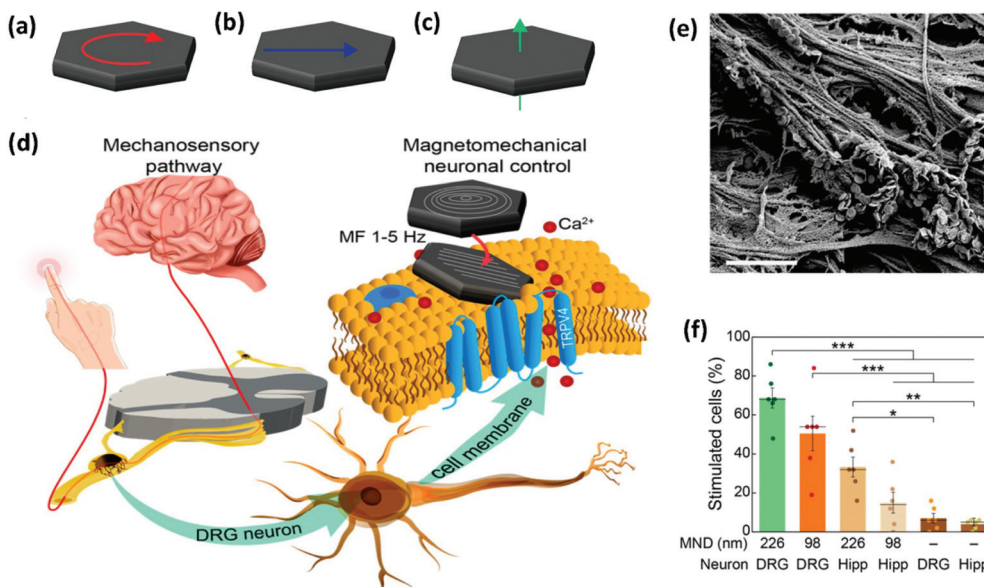 (a)
(b)
(c)
(d)
Mechanosensory
pathway
Magnetomechanical
neuronal control
MF 1-5 Hz
Ca²⁺
TRPV4
cell membrane
DRG neuron
(e)
(f)
***
***
**
*
Stimulated cells (%)
100
80
60
40
20
0
MND (nm) 226 98 226 98 – –
Neuron DRG DRG Hipp Hipp DRG Hipp